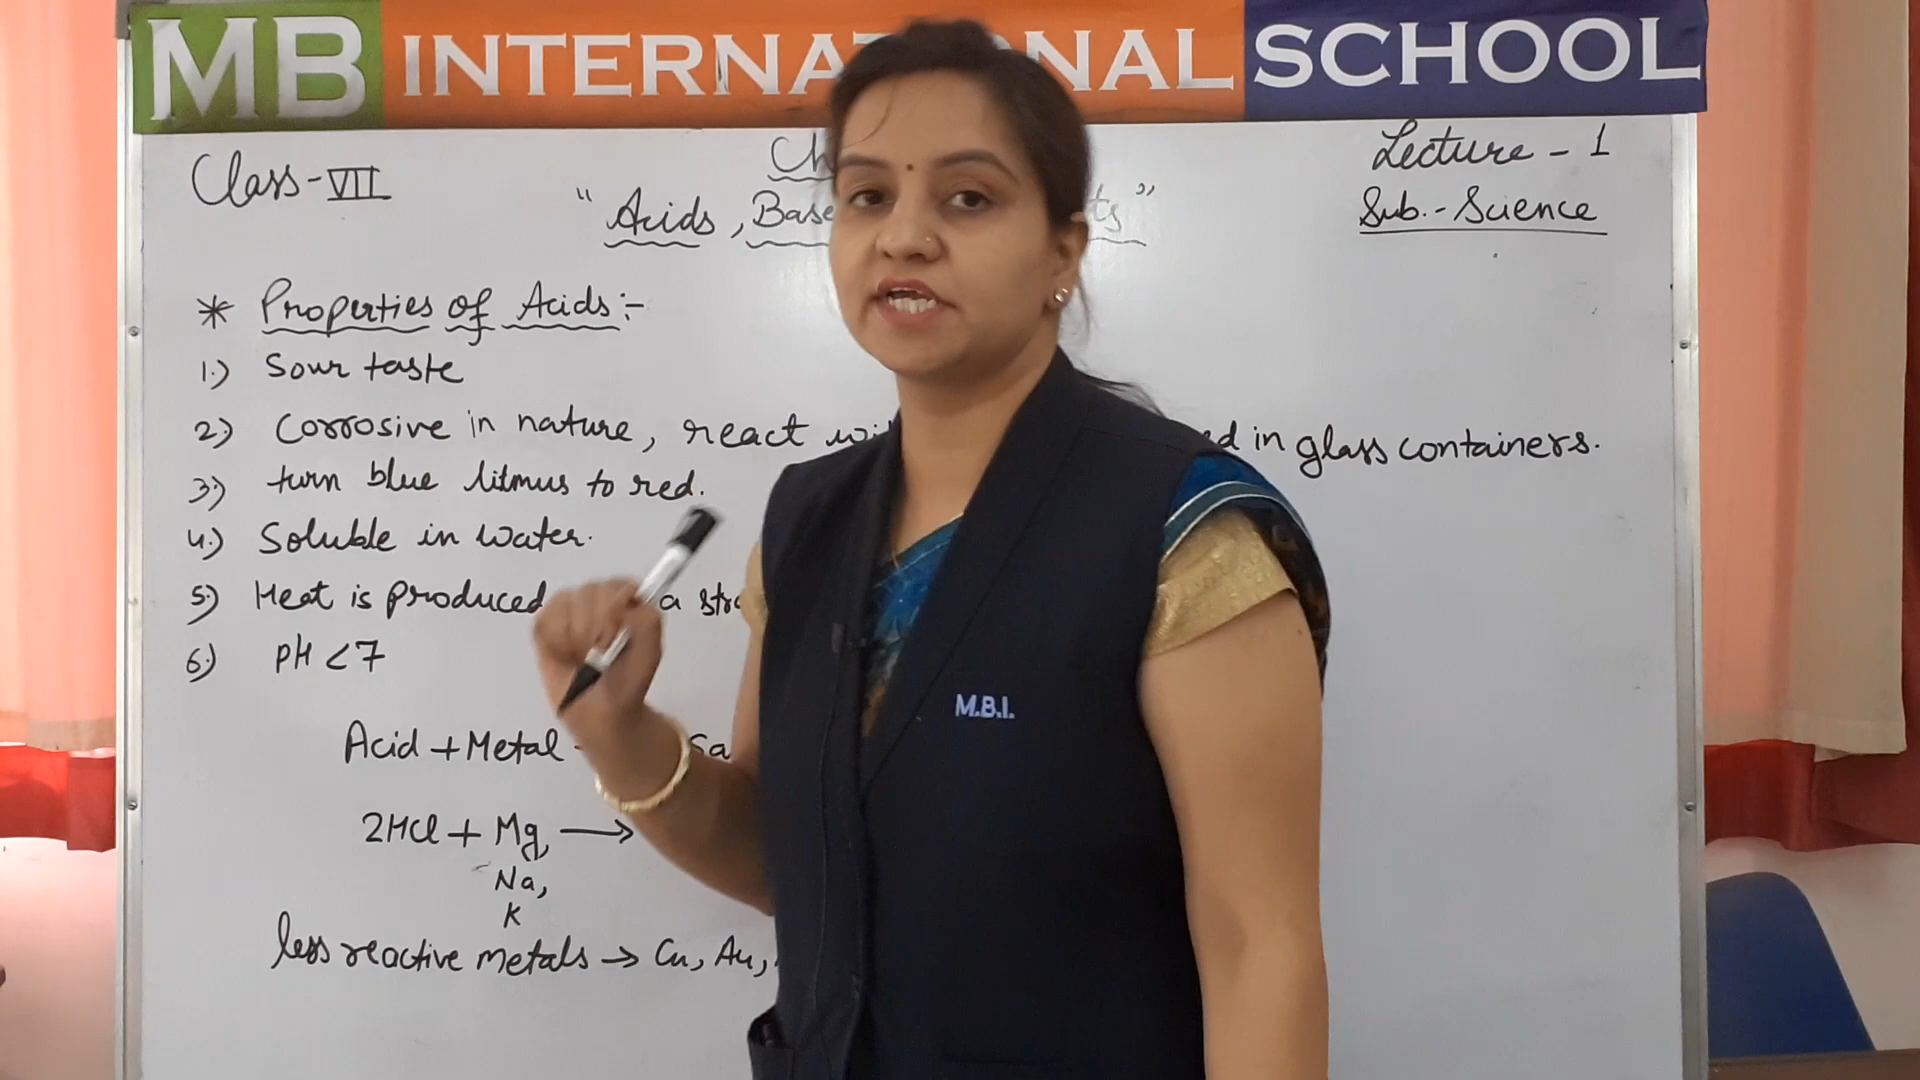 MB INTERNATIONAL SCHOOL
Class-VII
Lecture - 1
"Acids, Base ts"
Sub.- Science
* Properties of Acids:-
1.) Sour taste
2.) Corrosive in nature, react in glass containers.
3.) turn blue litmus to red.
4.) Soluble in water.
5.) Heat is produced a
6.) PH <7
Acid + Metal
2HCl + Mg, →
Na,
K
less reactive metals → Cu, Au,
M.B.I.